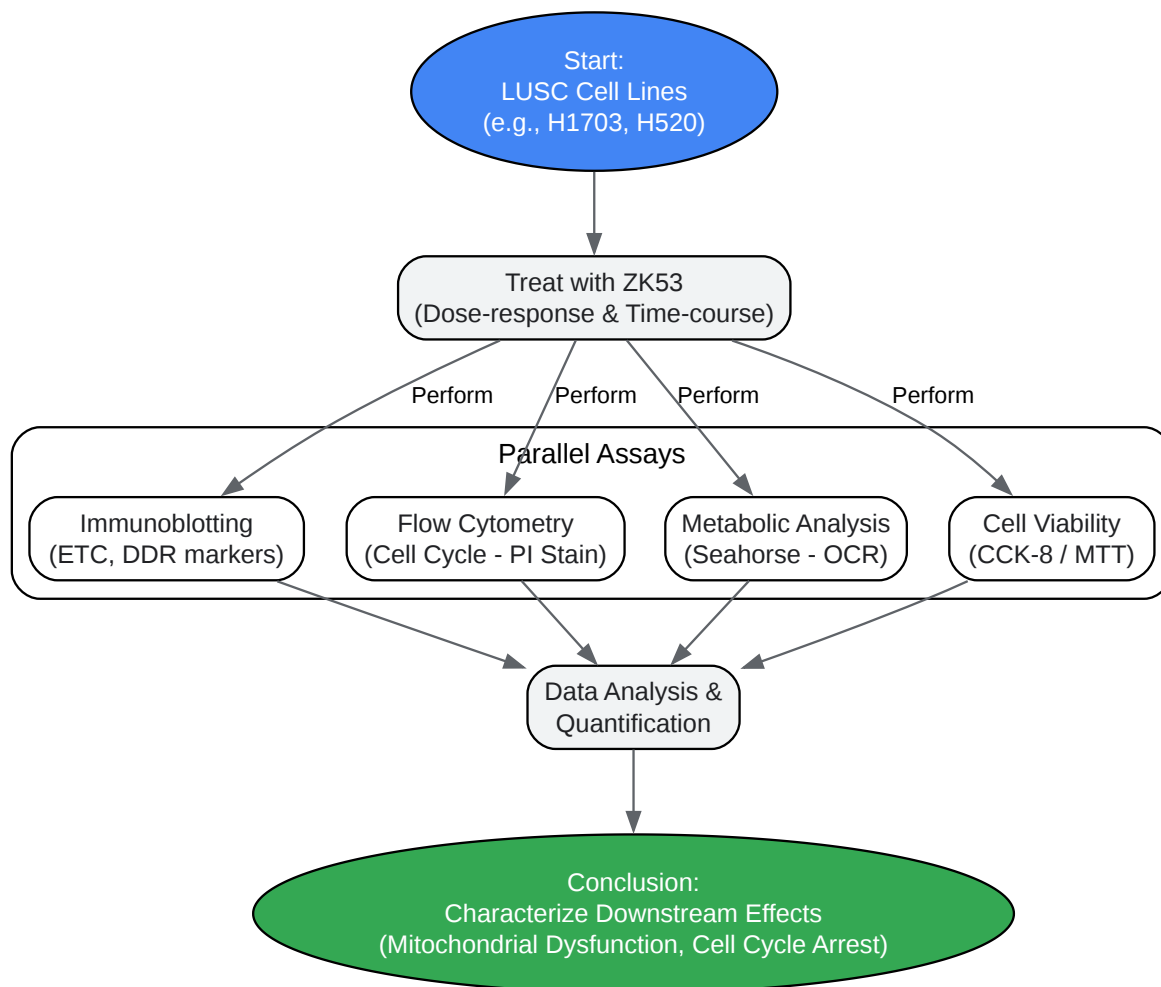 Start:
LUSC Cell Lines
(e.g., H1703, H520)
Treat with ZK53
(Dose-response & Time-course)
Perform
Perform
Perform
Perform
Parallel Assays
Immunoblotting
(ETC, DDR markers)
Flow Cytometry
(Cell Cycle - PI Stain)
Metabolic Analysis
(Seahorse - OCR)
Cell Viability
(CCK-8 / MTT)
Data Analysis &
Quantification
Conclusion:
Characterize Downstream Effects
(Mitochondrial Dysfunction, Cell Cycle Arrest)